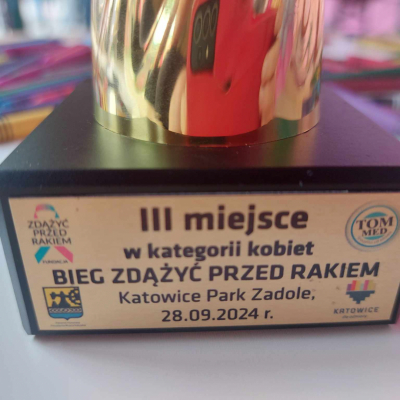 III miejsce
w kategorii kobiet
BIEG ZDĄŻYĆ PRZED RAKIEM
Katowice Park Zadole,
28.09.2024 r.
ZDĄŻYĆ
PRZED
RAKIEM
FUNDACJA
TOM
MED
KATOWICE